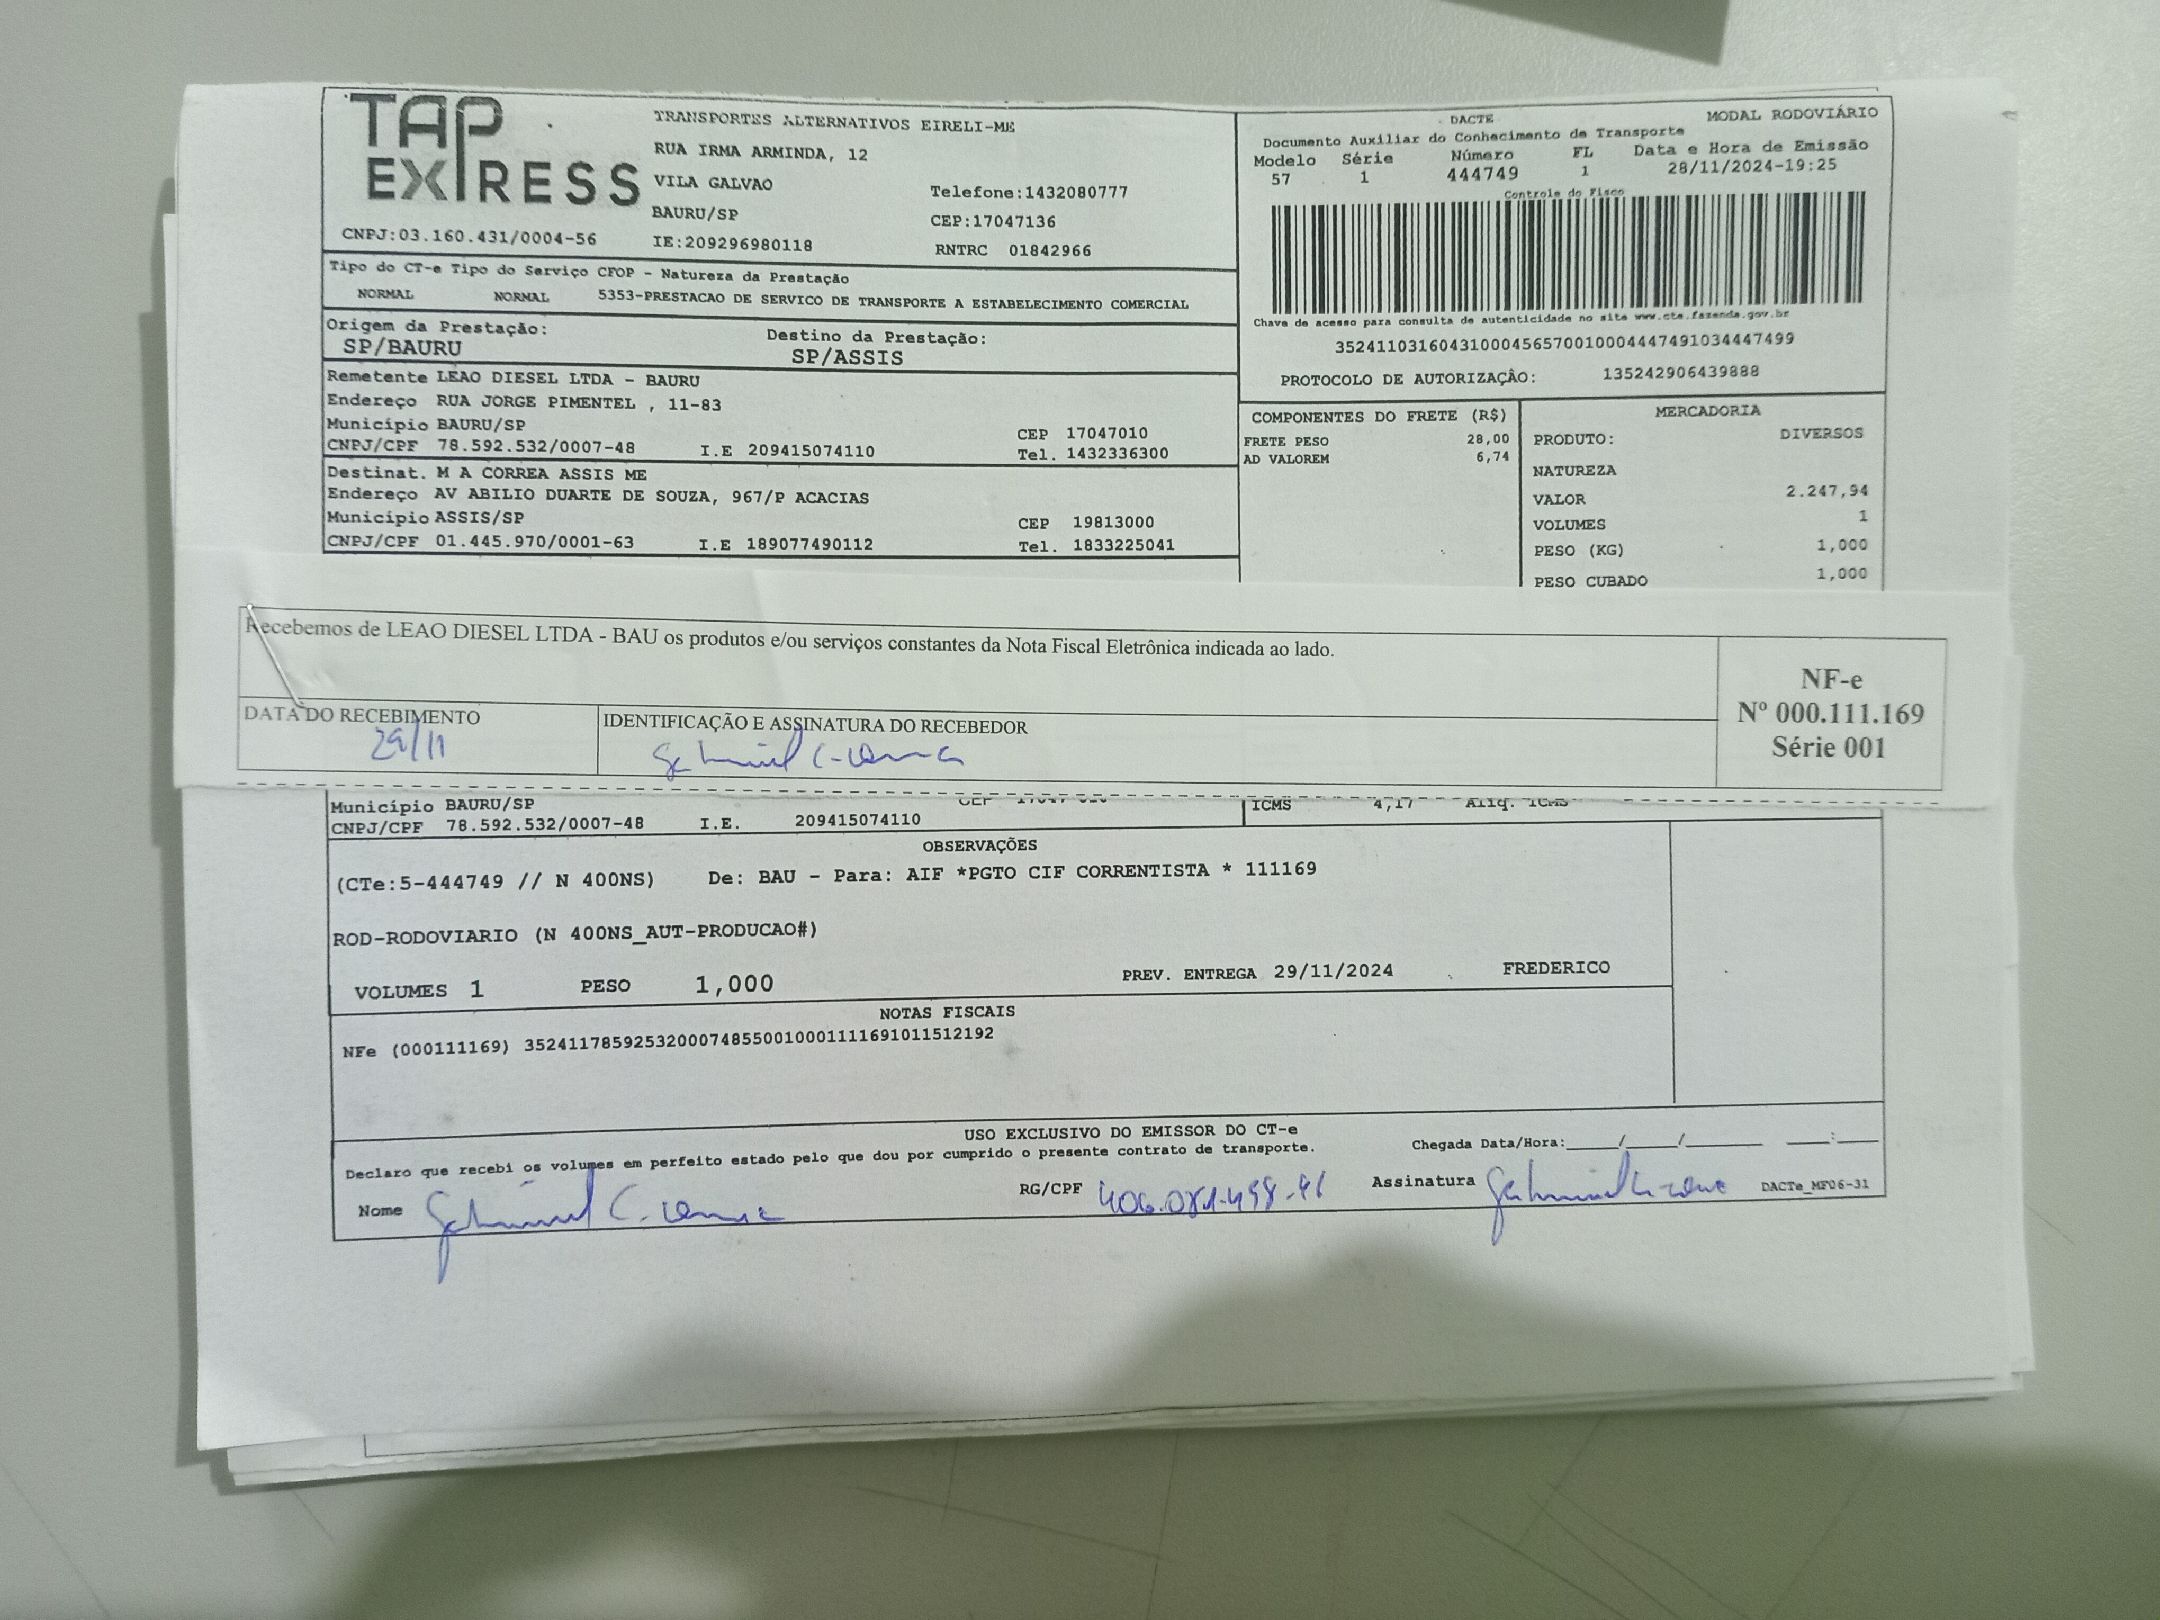 TAP EXPRESS
TRANSPORTES ALTERNATIVOS EIRELI-ME
RUA IRMA ARMINDA, 12
VILA GALVAO Telefone:1432080777
BAURU/SP CEP:17047136
CNPJ:03.160.431/0004-56 IE:209296980118 RNTRC 01842966
Tipo do CT-e Tipo do Serviço CFOP - Natureza da Prestação
NORMAL NORMAL 5353-PRESTACAO DE SERVICO DE TRANSPORTE A ESTABELECIMENTO COMERCIAL
Origem da Prestação: Destino da Prestação:
SP/BAURU SP/ASSIS
Remetente LEAO DIESEL LTDA - BAURU
Endereço RUA JORGE PIMENTEL , 11-83
Município BAURU/SP CEP 17047010
CNPJ/CPF 78.592.532/0007-48 I.E 209415074110 Tel. 1432336300
Destinat. M A CORREA ASSIS ME
Endereço AV ABILIO DUARTE DE SOUZA, 967/P ACACIAS
Município ASSIS/SP CEP 19813000
CNPJ/CPF 01.445.970/0001-63 I.E 189077490112 Tel. 1833225041
DACTE MODAL RODOVIÁRIO
Documento Auxiliar do Conhecimento de Transporte
Modelo Série Número FL Data e Hora de Emissão
57 1 444749 1 28/11/2024-19:25
Controle do Fisco
Chave de acesso para consulta de autenticidade no site www.cte.fazenda.gov.br
35241103160431000456570010004447491034447499
PROTOCOLO DE AUTORIZAÇÂO: 135242906439888
COMPONENTES DO FRETE (R$)
FRETE PESO 28,00
AD VALOREM 6,74
MERCADORIA
PRODUTO: DIVERSOS
NATUREZA
VALOR 2.247,94
VOLUMES 1
PESO (KG) 1,000
PESO CUBADO 1,000
Recebemos de LEAO DIESEL LTDA - BAU os produtos e/ou serviços constantes da Nota Fiscal Eletrônica indicada ao lado.
DATA DO RECEBIMENTO IDENTIFICAÇÃO E ASSINATURA DO RECEBEDOR
29/11
NF-e
Nº 000.111.169
Série 001
Município BAURU/SP
CNPJ/CPF 78.592.532/0007-48 I.E. 209415074110
ICMS 4,17 Aliq. ICMS
OBSERVAÇÕES
(CTe:5-444749 // N 400NS) De: BAU - Para: AIF *PGTO CIF CORRENTISTA * 111169
ROD-RODOVIARIO (N 400NS_AUT-PRODUCAO#)
VOLUMES 1 PESO 1,000 PREV. ENTREGA 29/11/2024 FREDERICO
NOTAS FISCAIS
NFe (000111169) 35241178592532000748550010001111691011512192
USO EXCLUSIVO DO EMISSOR DO CT-e
Declaro que recebi os volumes em perfeito estado pelo que dou por cumprido o presente contrato de transporte.
Chegada Data/Hora:____/____/______ ___:___
Nome RG/CPF Assinatura DACTe_MF06-31